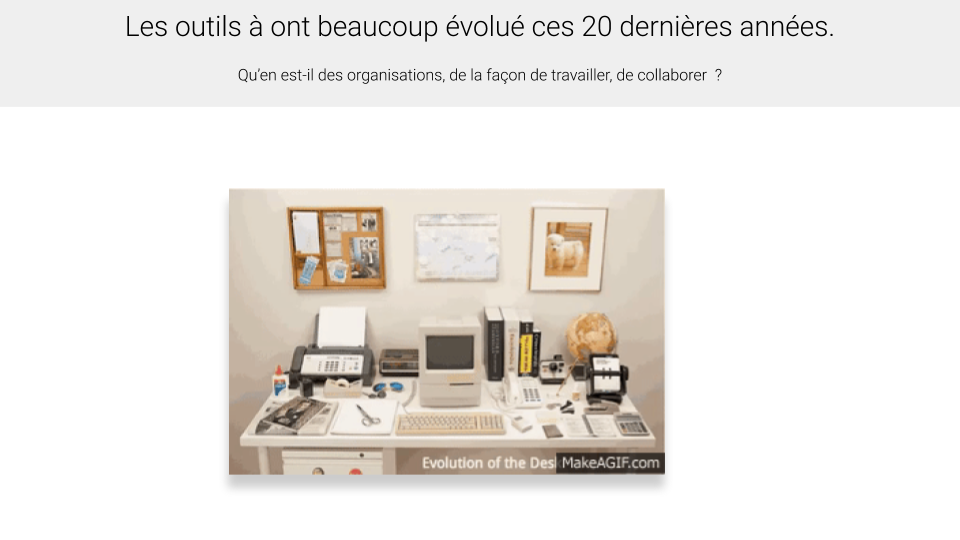 Les outils à ont beaucoup évolué ces 20 dernières années.
Qu'en est-il des organisations, de la façon de travailler, de collaborer ?
Evolution of the Des
MakeAGIF.com